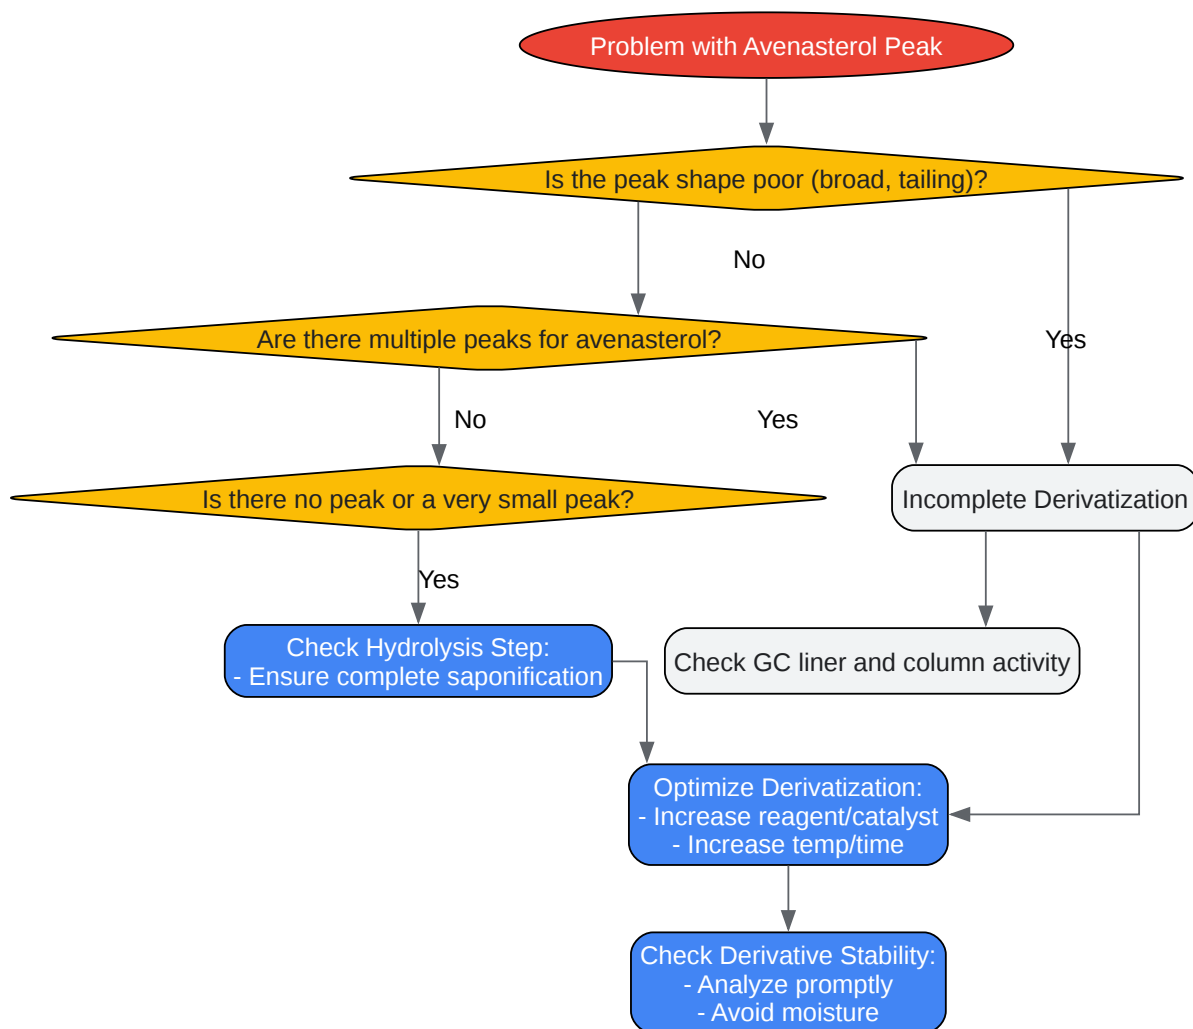 Problem with Avenasterol Peak
Is the peak shape poor (broad, tailing)?
No
Are there multiple peaks for avenasterol?
Yes
No
Yes
Is there no peak or a very small peak?
Incomplete Derivatization
Yes
Check Hydrolysis Step:
- Ensure complete saponification
Check GC liner and column activity
Optimize Derivatization:
- Increase reagent/catalyst
- Increase temp/time
Check Derivative Stability:
- Analyze promptly
- Avoid moisture